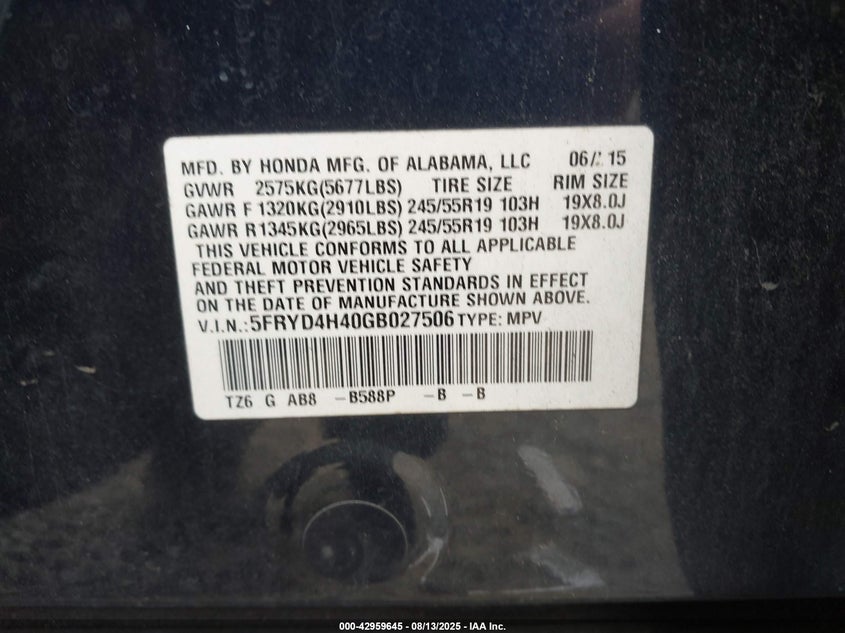 MFD. BY HONDA MFG. OF ALABAMA, LLC 06/ 15
GVWR 2575KG(5677LBS) TIRE SIZE RIM SIZE
GAWR F 1320KG(2910LBS) 245/55R19 103H 19X8.0J
GAWR R 1345KG(2965LBS) 245/55R19 103H 19X8.0J
THIS VEHICLE CONFORMS TO ALL APPLICABLE
FEDERAL MOTOR VEHICLE SAFETY
AND THEFT PREVENTION STANDARDS IN EFFECT
ON THE DATE OF MANUFACTURE SHOWN ABOVE.
V.I.N.:5FRYD4H40GB027506 TYPE: MPV
TZ6 G AB8 -B588P -B -B
000-42959645 - 08/13/2025 - IAA Inc.